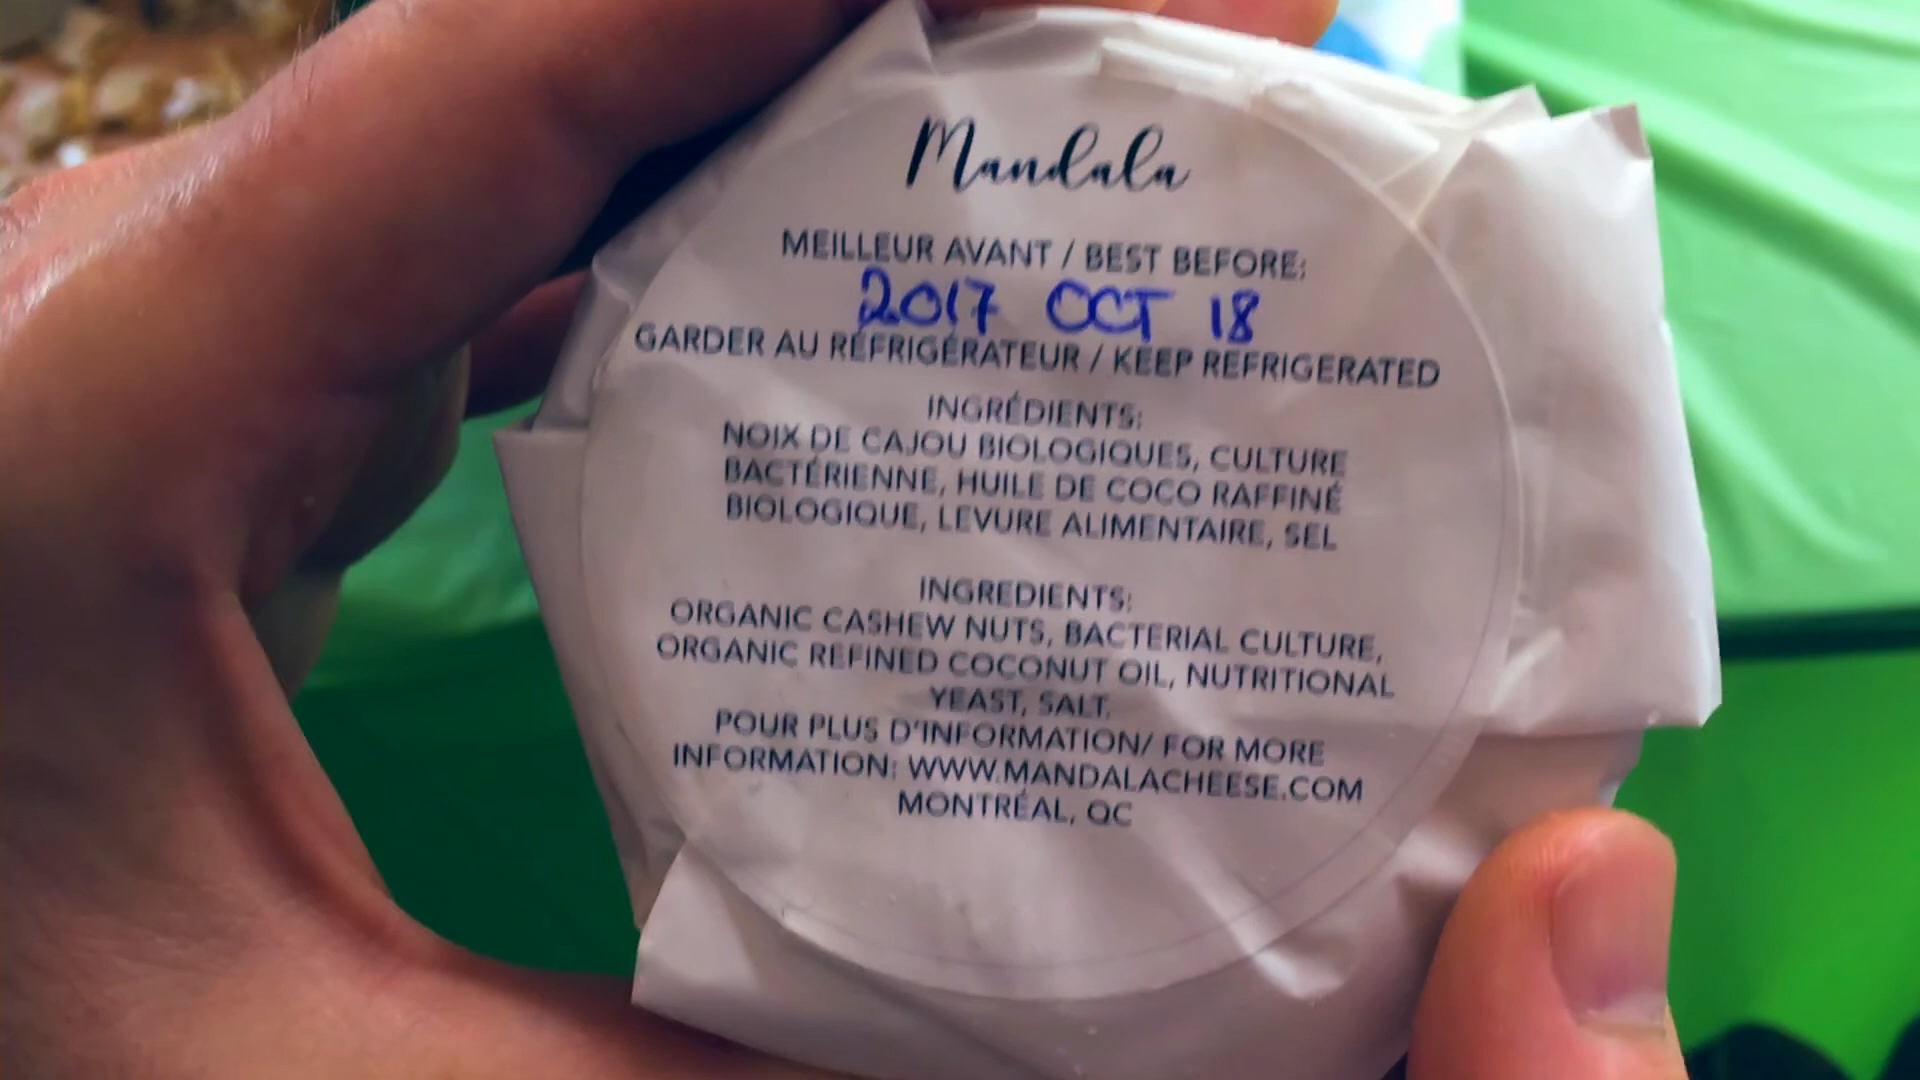 Mandala
MEILLEUR AVANT / BEST BEFORE:
2017 OCT 18
GARDER AU RÉFRIGÉRATEUR / KEEP REFRIGERATED
INGRÉDIENTS:
NOIX DE CAJOU BIOLOGIQUES, CULTURE
BACTÉRIENNE, HUILE DE COCO RAFFINÉ
BIOLOGIQUE, LEVURE ALIMENTAIRE, SEL
INGREDIENTS:
ORGANIC CASHEW NUTS, BACTERIAL CULTURE,
ORGANIC REFINED COCONUT OIL, NUTRITIONAL
YEAST, SALT.
POUR PLUS D'INFORMATION/ FOR MORE
INFORMATION: WWW.MANDALACHEESE.COM
MONTRÉAL, QC